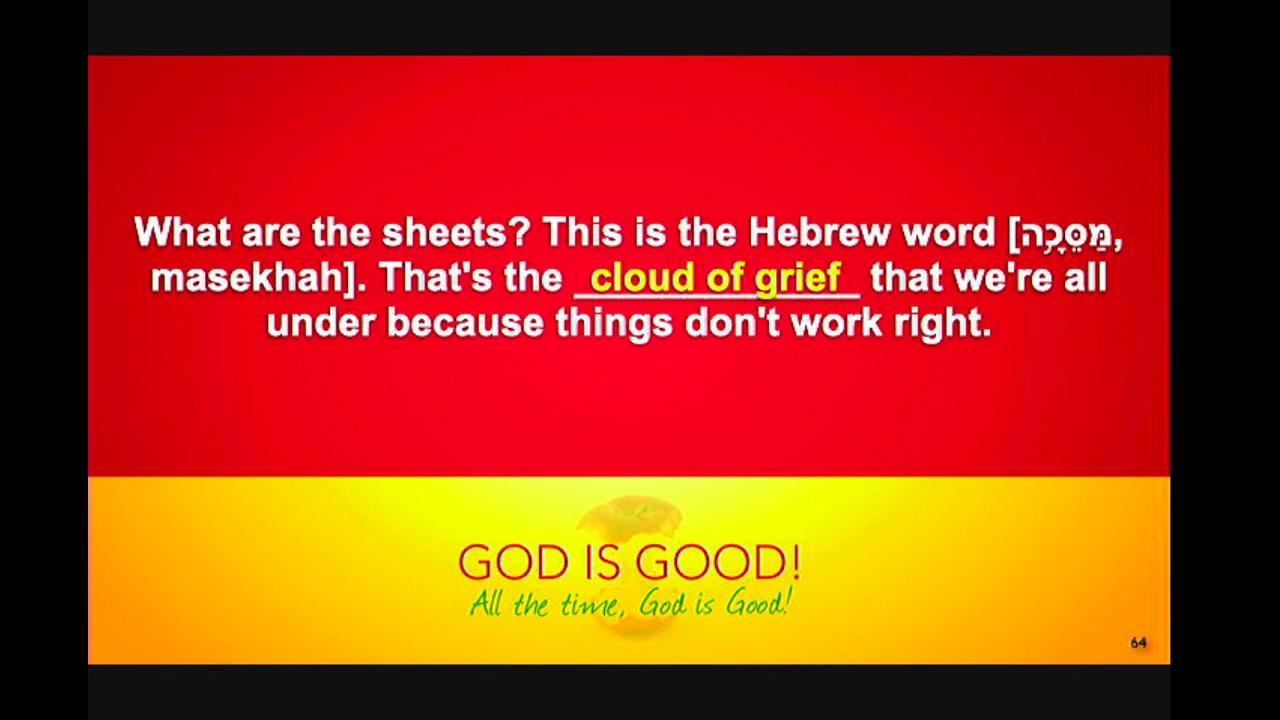 What are the sheets? This is the Hebrew word [מַּסֵּכָ֥ה,
masekhah]. That's the cloud of grief that we're all
under because things don't work right.
GOD IS GOOD!
All the time, God is Good!
64